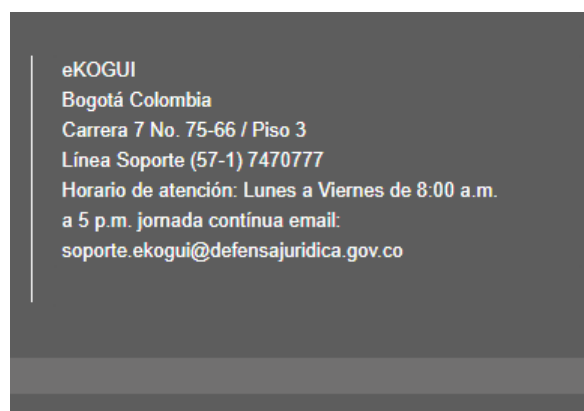 eKOGUI
Bogotá Colombia
Carrera 7 No. 75-66 / Piso 3
Línea Soporte (57-1) 7470777
Horario de atención: Lunes a Viernes de 8:00 a.m.
a 5 p.m. jornada contínua email:
soporte.ekogui@defensajuridica.gov.co